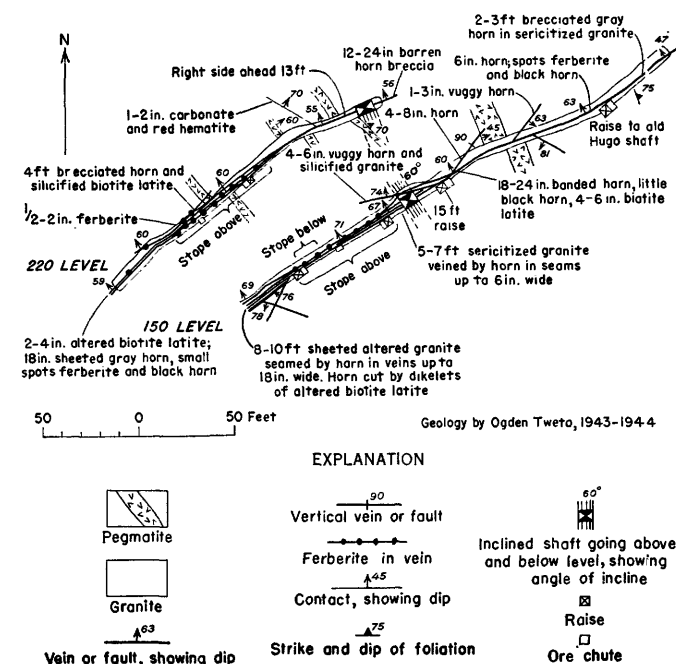 N
2-3ft brecciated gray
horn in sericitized granite
47
12-24in barren
horn breccia
6in. horn; spots ferberite
and black horn
Right side ahead 13ft
56
70
55
1-3in. vuggy horn
75
1-2in. carbonate
and red hematite
60
70
4-8in. horn
63
63
Raise to old
Hugo shaft
90
45
81
4ft brecciated horn and
silicified biotite latite
60
4-6in. vuggy horn and
silicified granite
60
60°
74
67
18-24in. banded horn, little
black horn, 4-6in. biotite
latite
1/2-2in. ferberite
60
Stope above
15ft
raise
Stope below
71
5-7ft sericitized granite
veined by horn in seams
up to 6in. wide
220 LEVEL
59
Stope above
69
76
78
150 LEVEL
2-4in. altered biotite latite;
18in. sheeted gray horn, small
spots ferberite and black horn
8-10ft sheeted altered granite
seamed by horn in veins up to
18in. wide. Horn cut by dikelets
of altered biotite latite
50 0 50 Feet
Geology by Ogden Tweto, 1943-1944
EXPLANATION
Pegmatite
90
Vertical vein or fault
60°
Inclined shaft going above
and below level, showing
angle of incline
Ferberite in vein
Granite
45
Contact, showing dip
Raise
63
Vein or fault, showing dip
75
Strike and dip of foliation
Ore chute